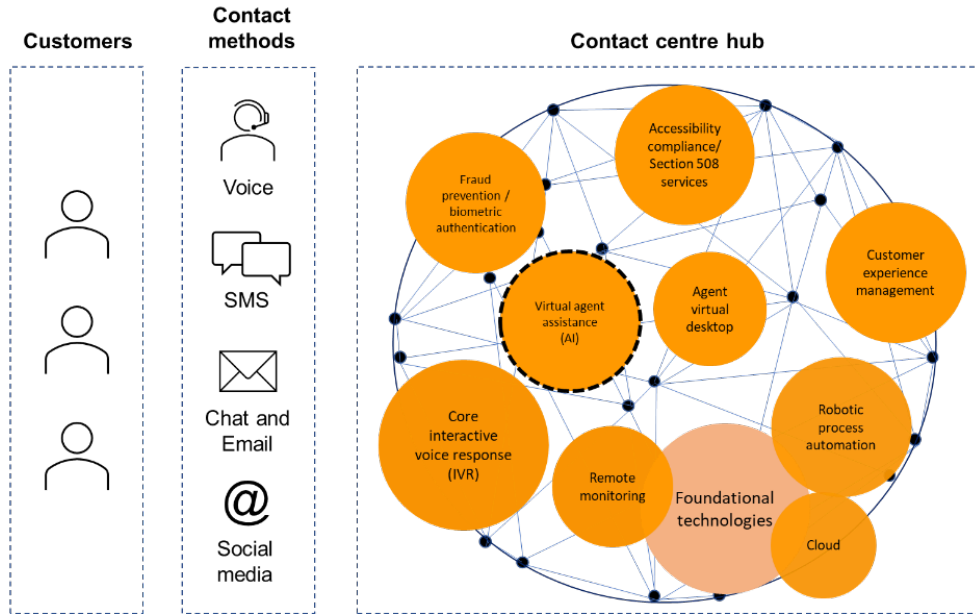 Customers
Contact
methods
Contact centre hub
Voice
SMS
Chat and
Email
@
Social
media
Fraud
prevention /
biometric
authentication
Accessibility
compliance/
Section 508
services
Customer
experience
management
Virtual agent
assistance
(AI)
Agent
virtual
desktop
Core
interactive
voice response
(IVR)
Remote
monitoring
Robotic
process
automation
Foundational
technologies
Cloud